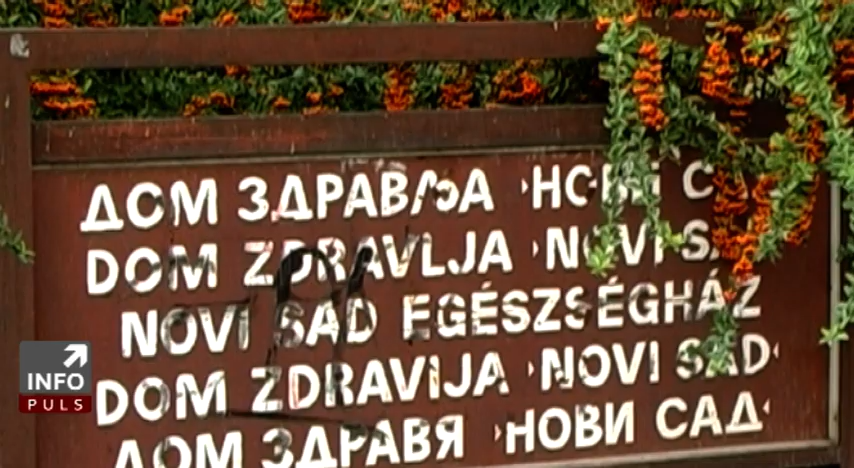 ДОМ ЗДРАВЉА ›НОВИ С
DOM ZDRAVLJA ›NOVI SA
NOVI SAD EGÉSZSÉGHÁZ
DOM ZDRAVIJA ›NOVI SAD‹
ДОМ ЗДРАВЯ ›НОВИ САД‹
INFO
PULS